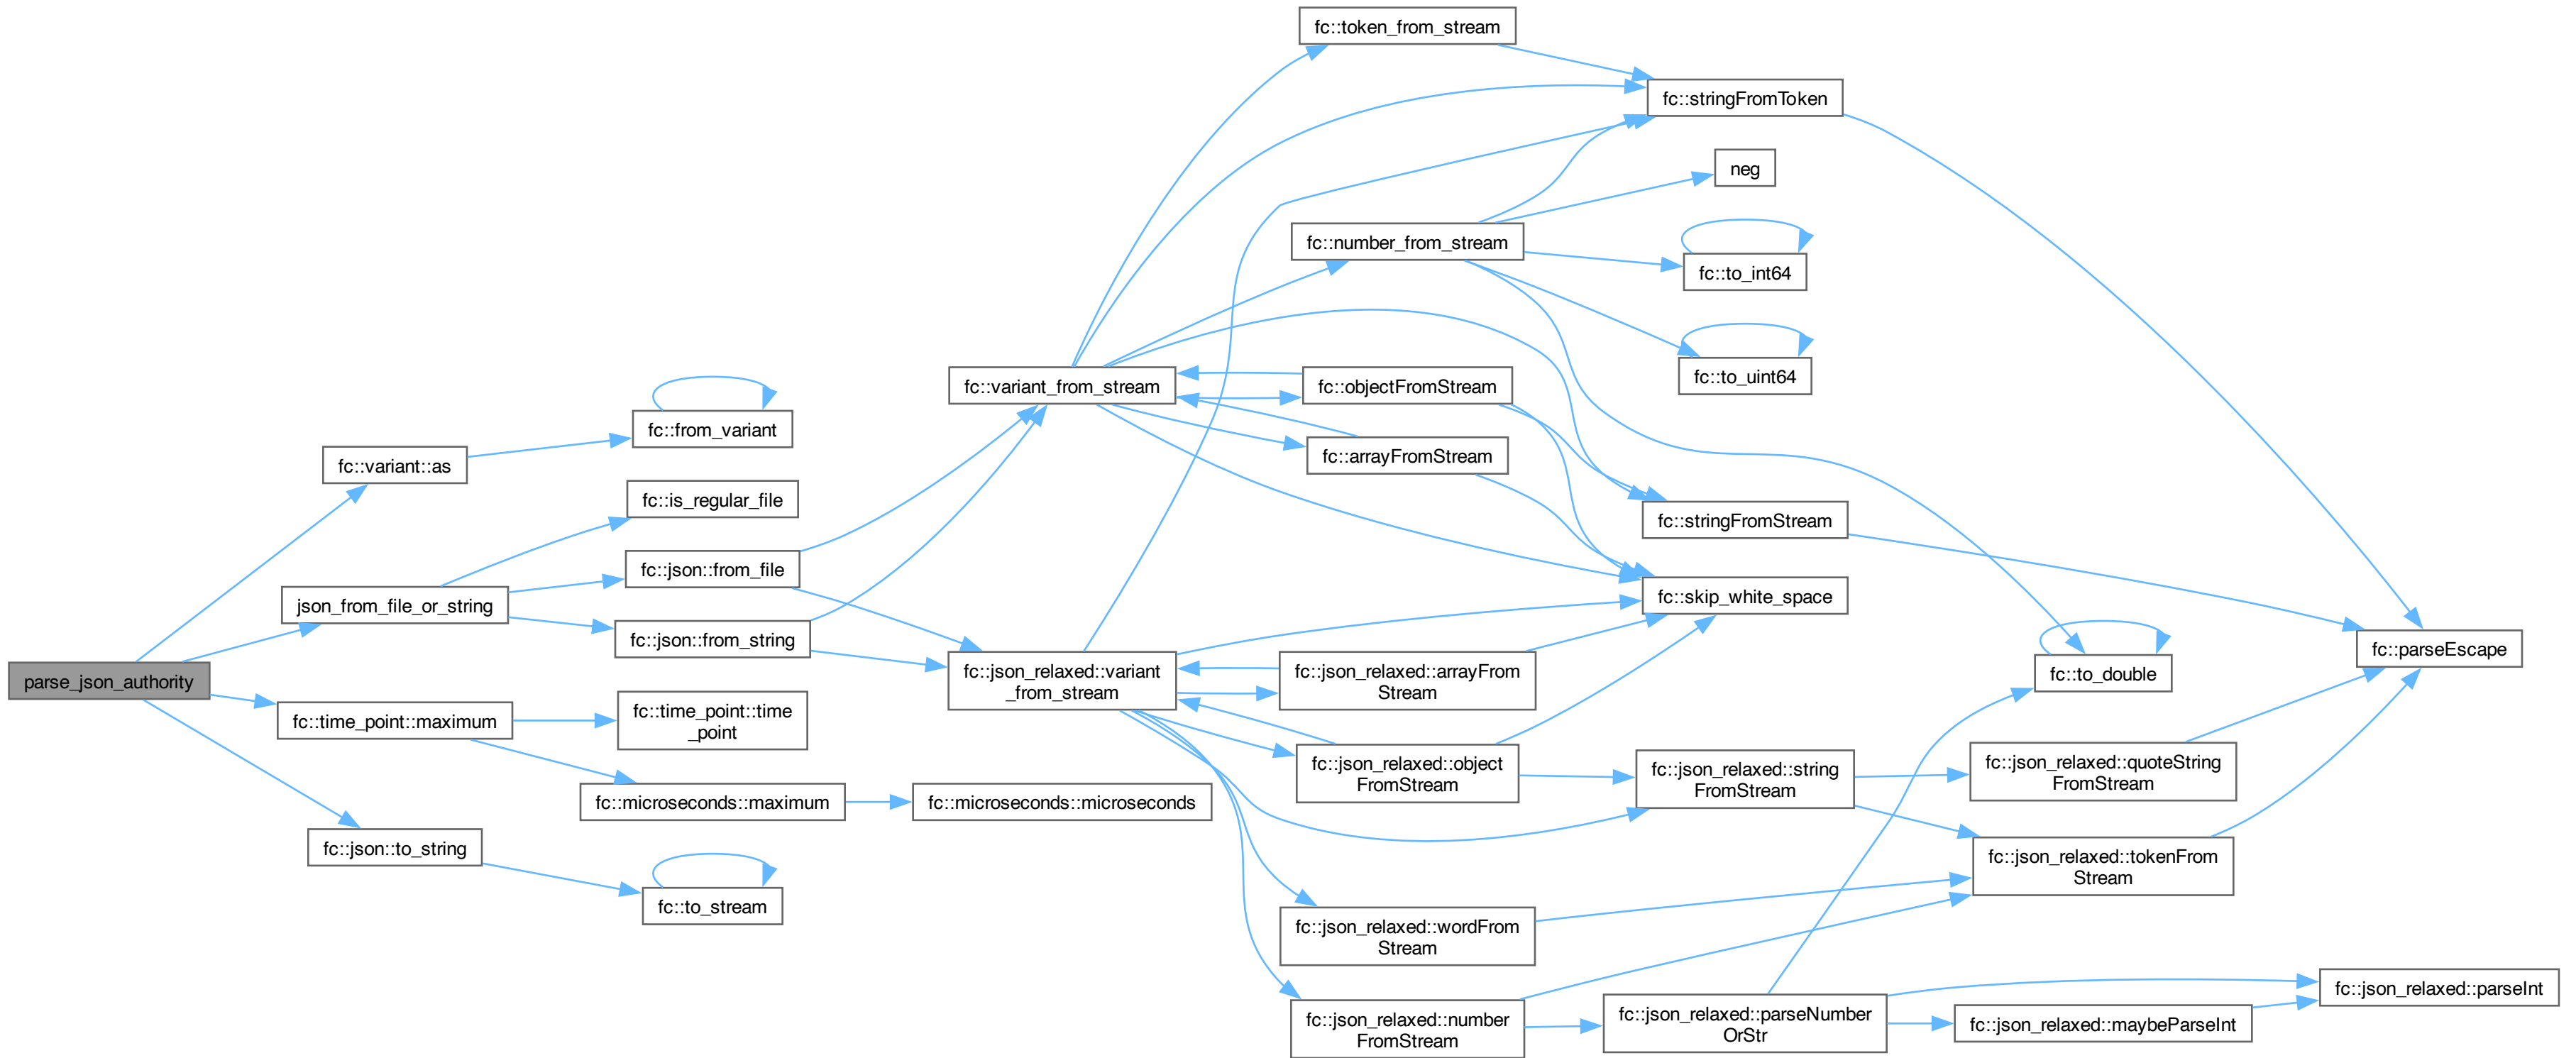 parse_json_authority
fc::variant::as
fc::from_variant
json_from_file_or_string
fc::is_regular_file
fc::json::from_file
fc::json::from_string
fc::time_point::maximum
fc::time_point::time
_point
fc::microseconds::maximum
fc::microseconds::microseconds
fc::json::to_string
fc::to_stream
fc::variant_from_stream
fc::json_relaxed::variant
_from_stream
fc::token_from_stream
fc::stringFromToken
fc::number_from_stream
neg
fc::to_int64
fc::to_uint64
fc::objectFromStream
fc::arrayFromStream
fc::stringFromStream
fc::skip_white_space
fc::json_relaxed::arrayFrom
Stream
fc::json_relaxed::object
FromStream
fc::json_relaxed::string
FromStream
fc::json_relaxed::wordFrom
Stream
fc::json_relaxed::number
FromStream
fc::json_relaxed::parseNumber
OrStr
fc::parseEscape
fc::to_double
fc::json_relaxed::quoteString
FromStream
fc::json_relaxed::tokenFrom
Stream
fc::json_relaxed::maybeParseInt
fc::json_relaxed::parseInt